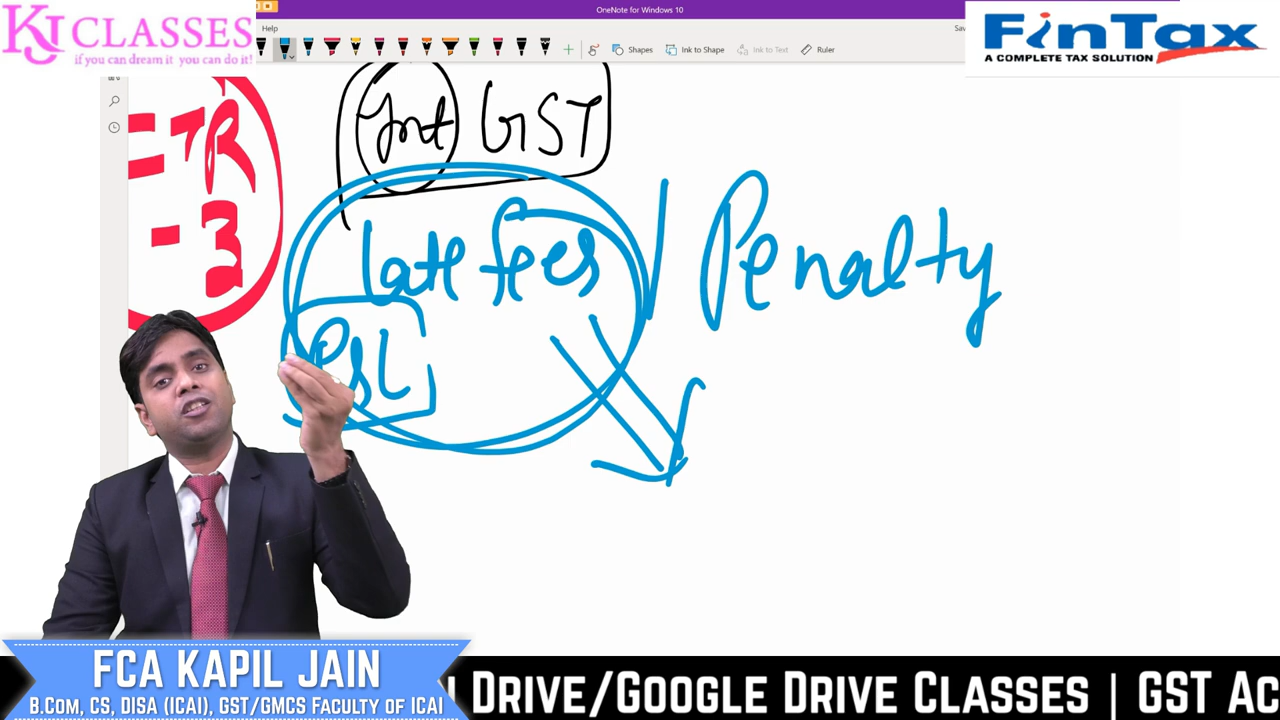 OneNote for Windows 10
KJ CLASSES
if you can dream it you can do it!
Help
Sav
Shapes
Ink to Shape
Ink to Text
Ruler
FinTax
A COMPLETE TAX SOLUTION
=TR
-3
Int GST
late fees / Penalty
FCA KAPIL JAIN
B.Com, CS, DISA (ICAI), GST/GMCS Faculty of ICAI
Drive/Google Drive Classes | GST Ac